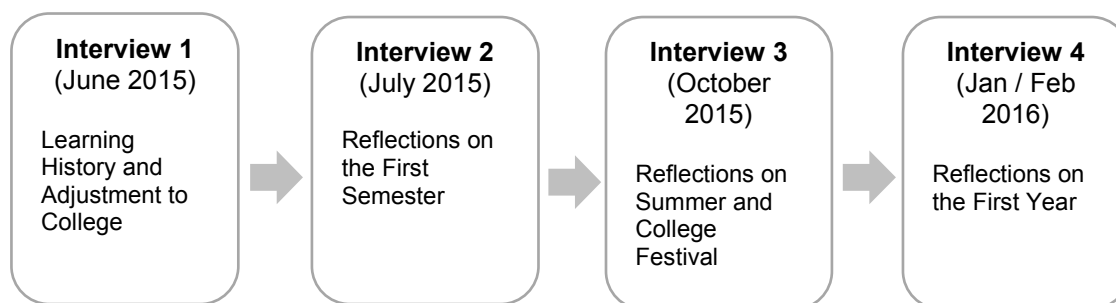 Interview 1
(June 2015)
Learning
History and
Adjustment to
College
Interview 2
(July 2015)
Reflections on
the First
Semester
Interview 3
(October
2015)
Reflections on
Summer and
College
Festival
Interview 4
(Jan / Feb
2016)
Reflections on
the First Year